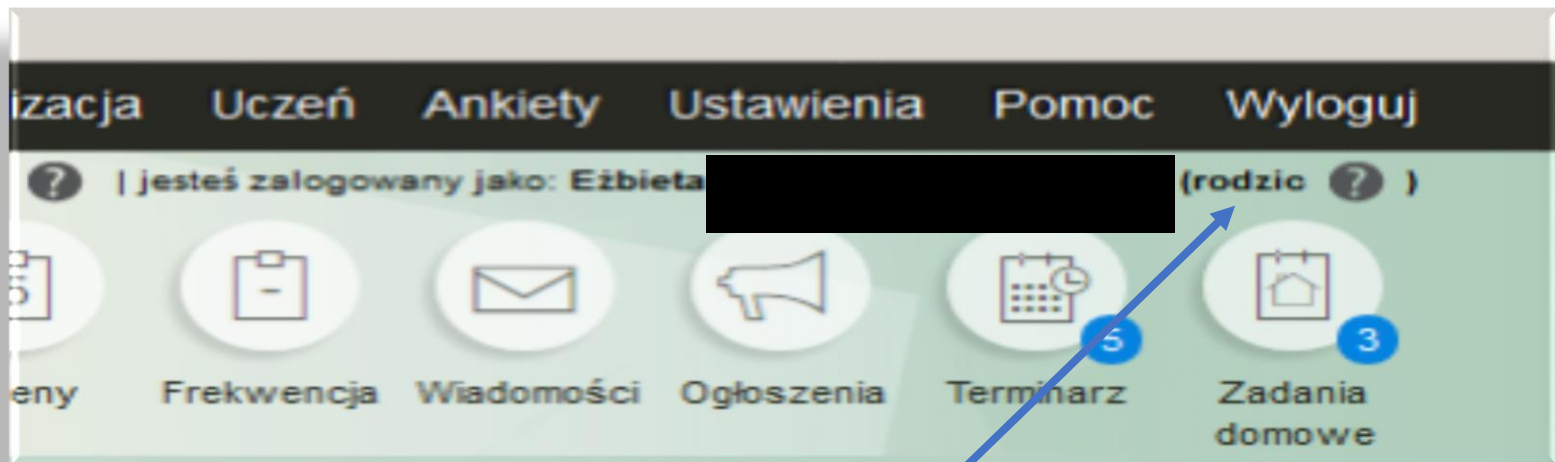 izacja Uczeń Ankiety Ustawienia Pomoc Wyloguj
? | jesteś zalogowany jako: Eżbieta (rodzic ? )
5 3
eny Frekwencja Wiadomości Ogłoszenia Terminarz Zadania
domowe